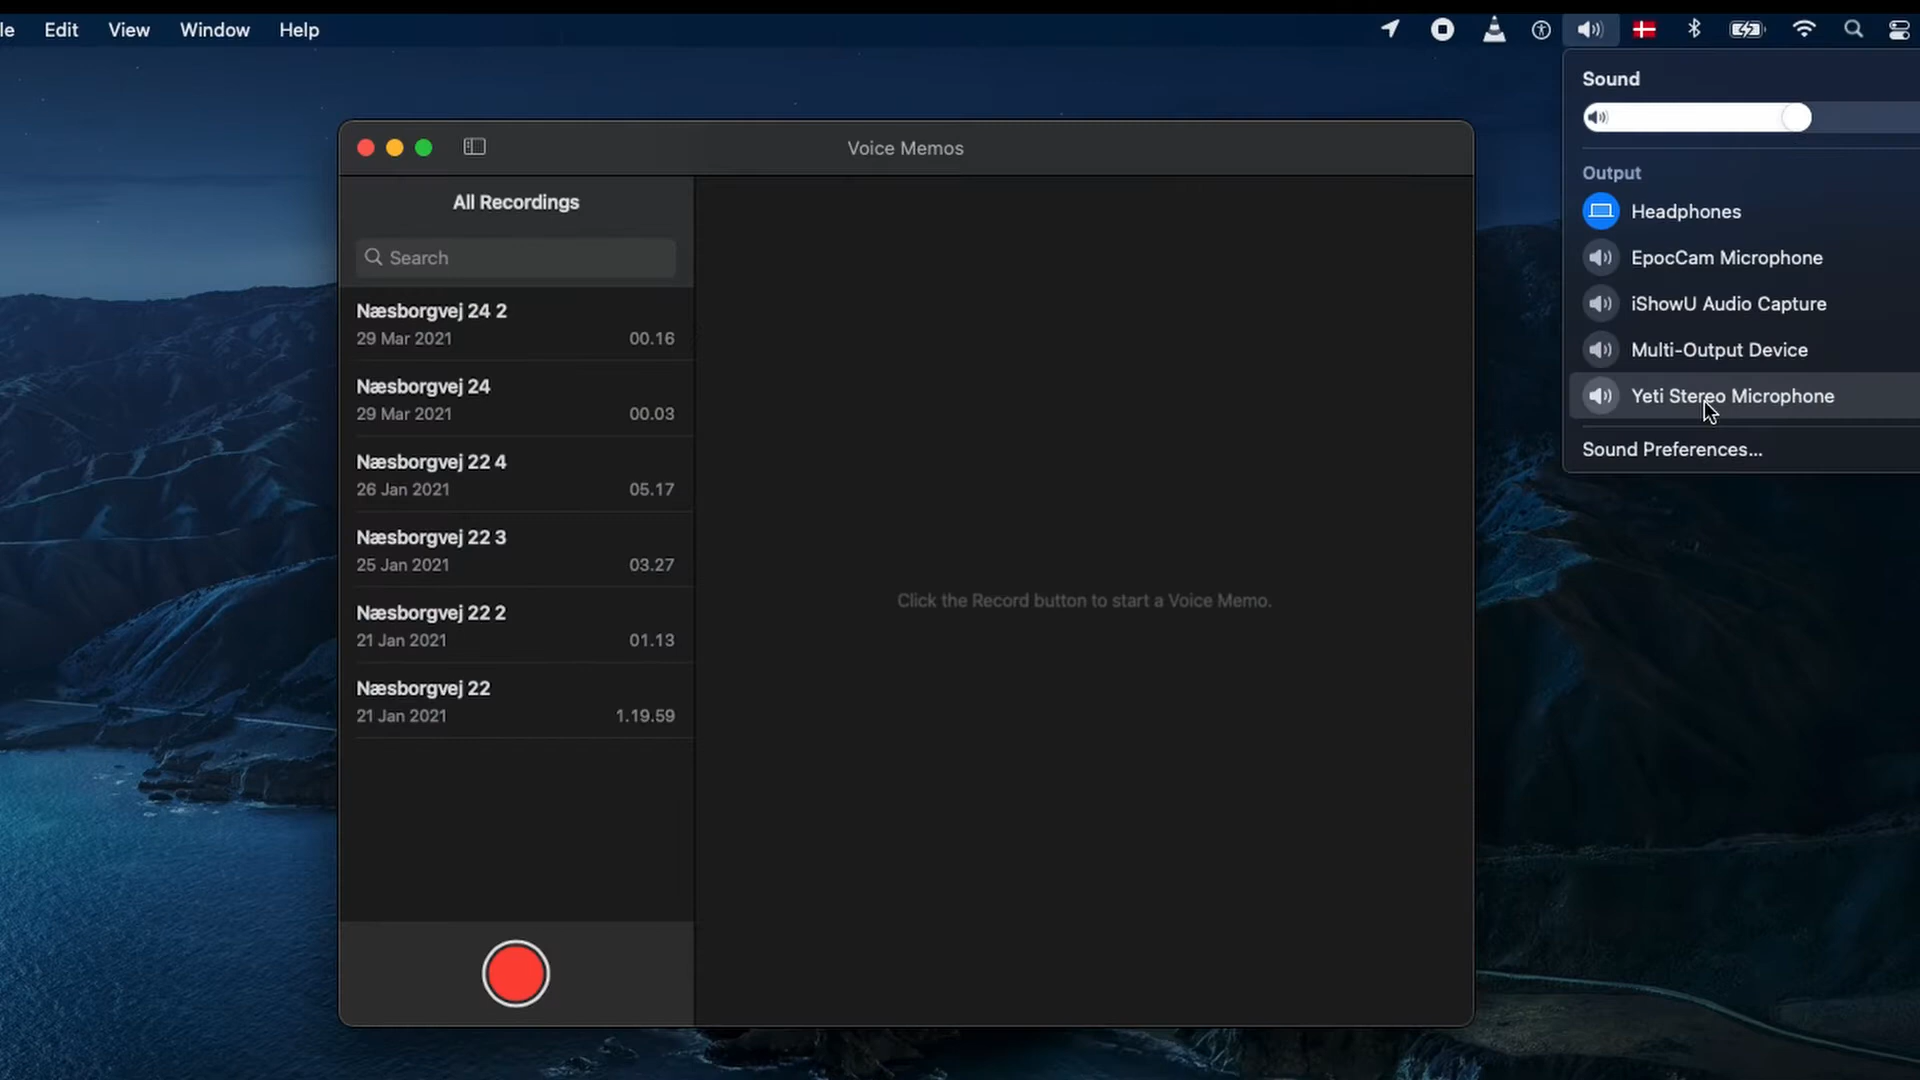 le Edit View Window Help
Voice Memos
All Recordings
Search
Næsborgvej 24 2
29 Mar 2021 00.16
Næsborgvej 24
29 Mar 2021 00.03
Næsborgvej 22 4
26 Jan 2021 05.17
Næsborgvej 22 3
25 Jan 2021 03.27
Næsborgvej 22 2
21 Jan 2021 01.13
Næsborgvej 22
21 Jan 2021 1.19.59
Click the Record button to start a Voice Memo.
Sound
Output
Headphones
EpocCam Microphone
iShowU Audio Capture
Multi-Output Device
Yeti Stereo Microphone
Sound Preferences...